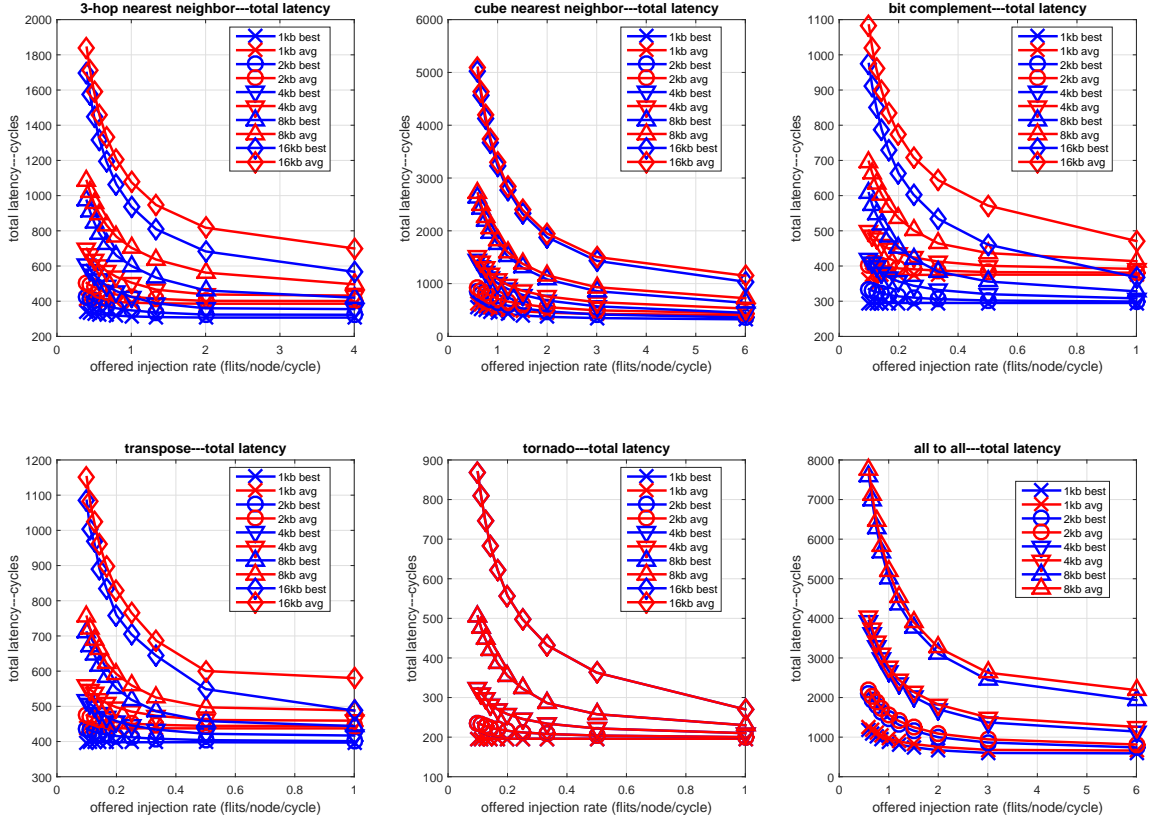 3-hop nearest neighbor---total latency
total latency---cycles
2000
1800
1600
1400
1200
1000
800
600
400
200
0 1 2 3 4
offered injection rate (flits/node/cycle)
1kb best
1kb avg
2kb best
2kb avg
4kb best
4kb avg
8kb best
8kb avg
16kb best
16kb avg
cube nearest neighbor---total latency
total latency---cycles
6000
5000
4000
3000
2000
1000
0
0 1 2 3 4 5 6
offered injection rate (flits/node/cycle)
1kb best
1kb avg
2kb best
2kb avg
4kb best
4kb avg
8kb best
8kb avg
16kb best
16kb avg
bit complement---total latency
total latency---cycles
1100
1000
900
800
700
600
500
400
300
200
0 0.2 0.4 0.6 0.8 1
offered injection rate (flits/node/cycle)
1kb best
1kb avg
2kb best
2kb avg
4kb best
4kb avg
8kb best
8kb avg
16kb best
16kb avg
transpose---total latency
total latency---cycles
1200
1100
1000
900
800
700
600
500
400
300
0 0.2 0.4 0.6 0.8 1
offered injection rate (flits/node/cycle)
1kb best
1kb avg
2kb best
2kb avg
4kb best
4kb avg
8kb best
8kb avg
16kb best
16kb avg
tornado---total latency
total latency---cycles
900
800
700
600
500
400
300
200
100
0 0.2 0.4 0.6 0.8 1
offered injection rate (flits/node/cycle)
1kb best
1kb avg
2kb best
2kb avg
4kb best
4kb avg
8kb best
8kb avg
16kb best
16kb avg
all to all---total latency
total latency---cycles
8000
7000
6000
5000
4000
3000
2000
1000
0
0 1 2 3 4 5 6
offered injection rate (flits/node/cycle)
1kb best
1kb avg
2kb best
2kb avg
4kb best
4kb avg
8kb best
8kb avg